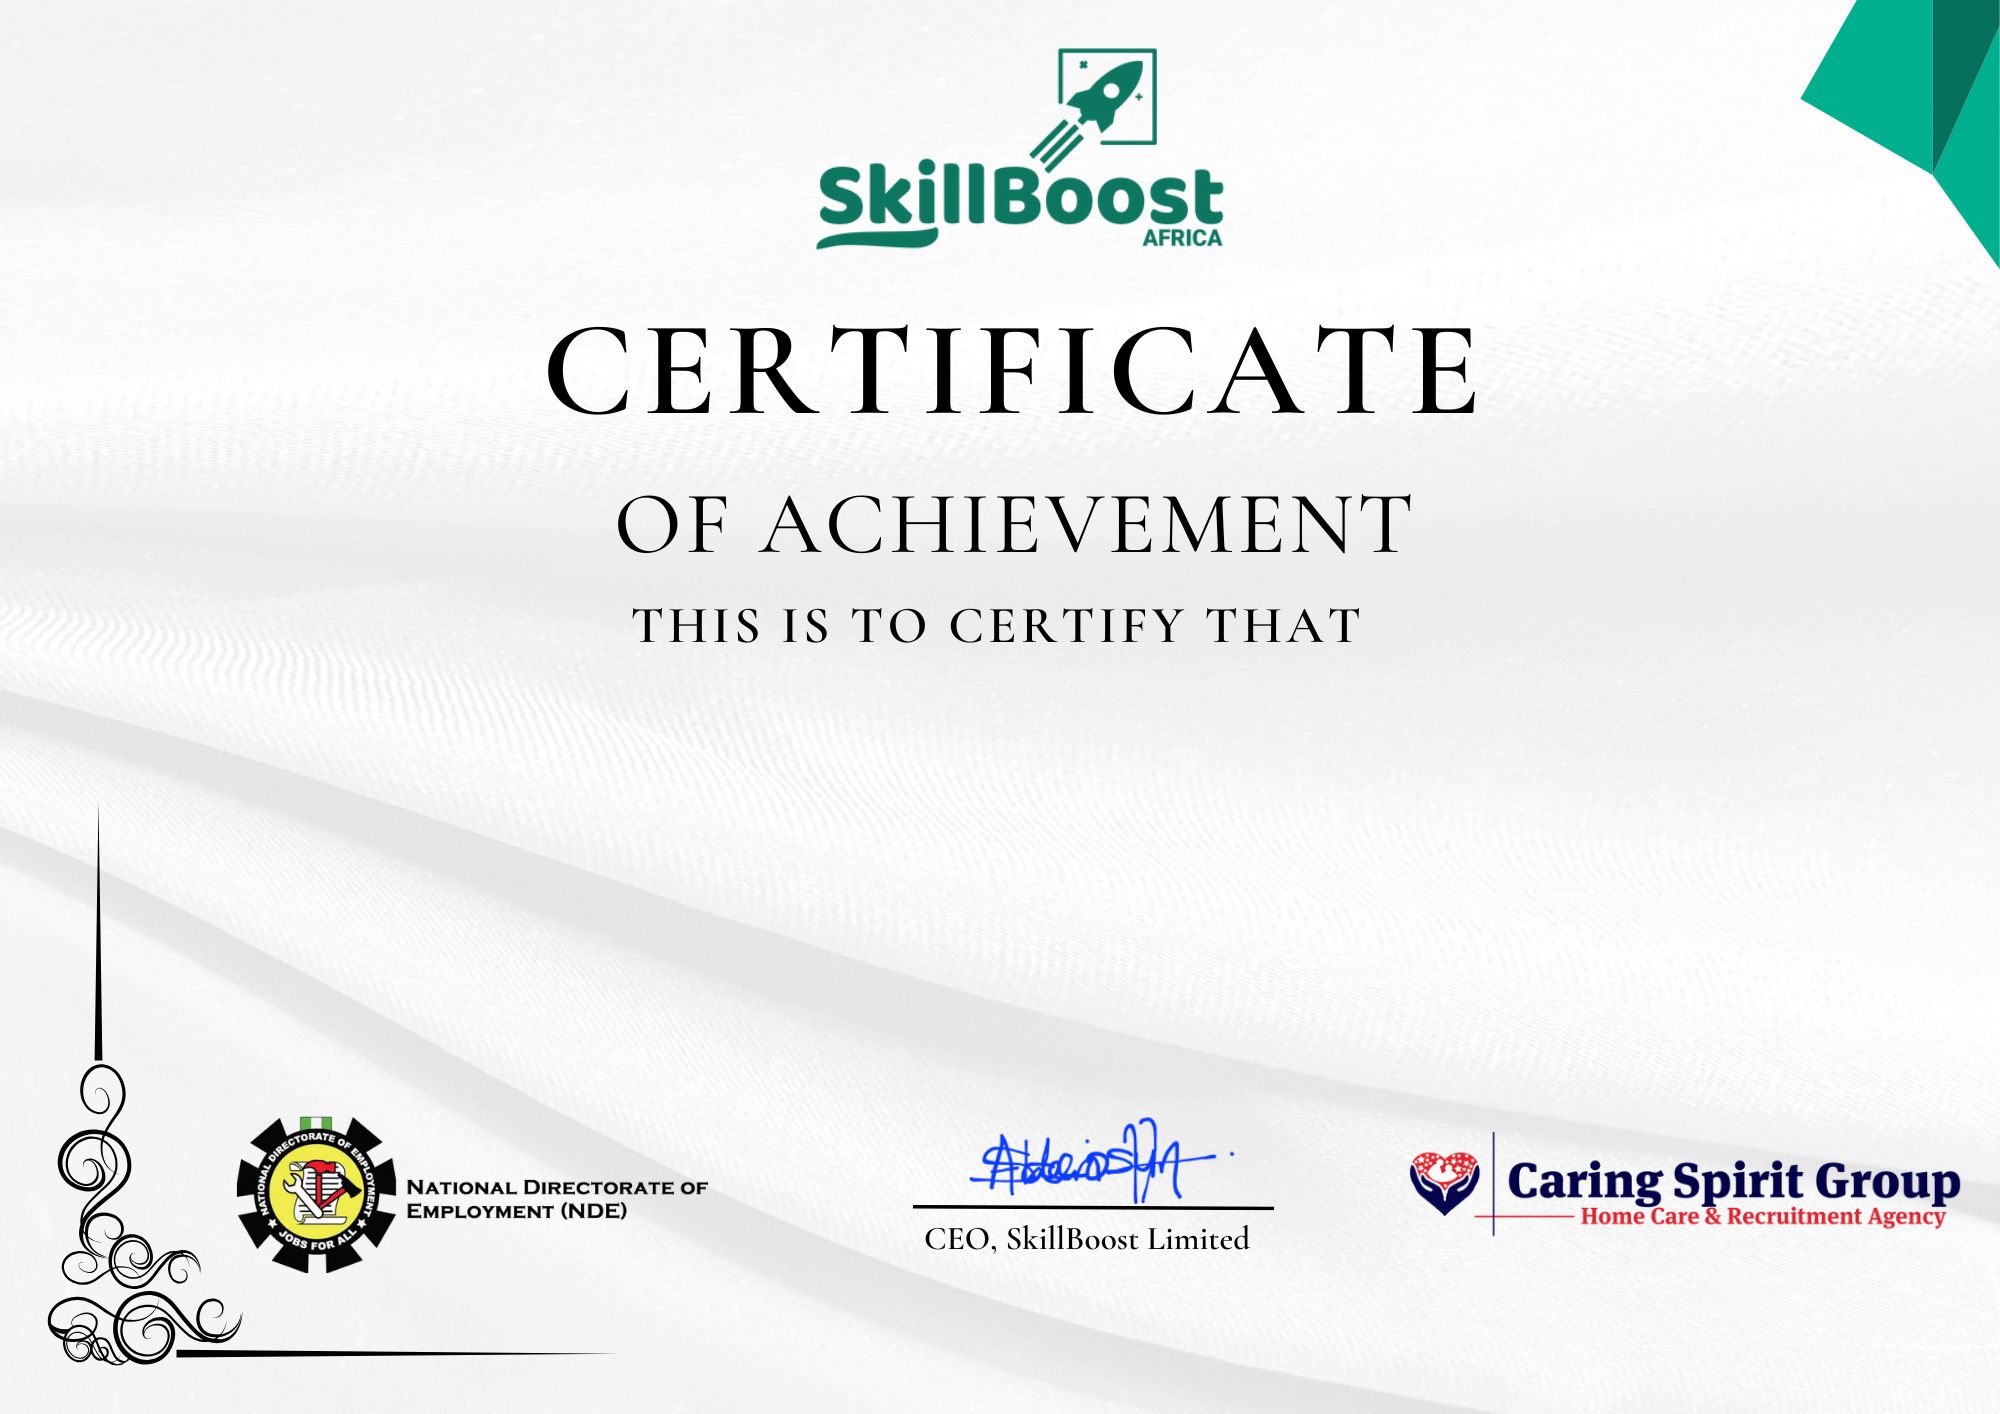 SkillBoost
AFRICA
CERTIFICATE
OF ACHIEVEMENT
THIS IS TO CERTIFY THAT
NATIONAL DIRECTORATE OF EMPLOYMENT
JOBS FOR ALL
NATIONAL DIRECTORATE OF
EMPLOYMENT (NDE)
CEO, SkillBoost Limited
Caring Spirit Group
Home Care & Recruitment Agency